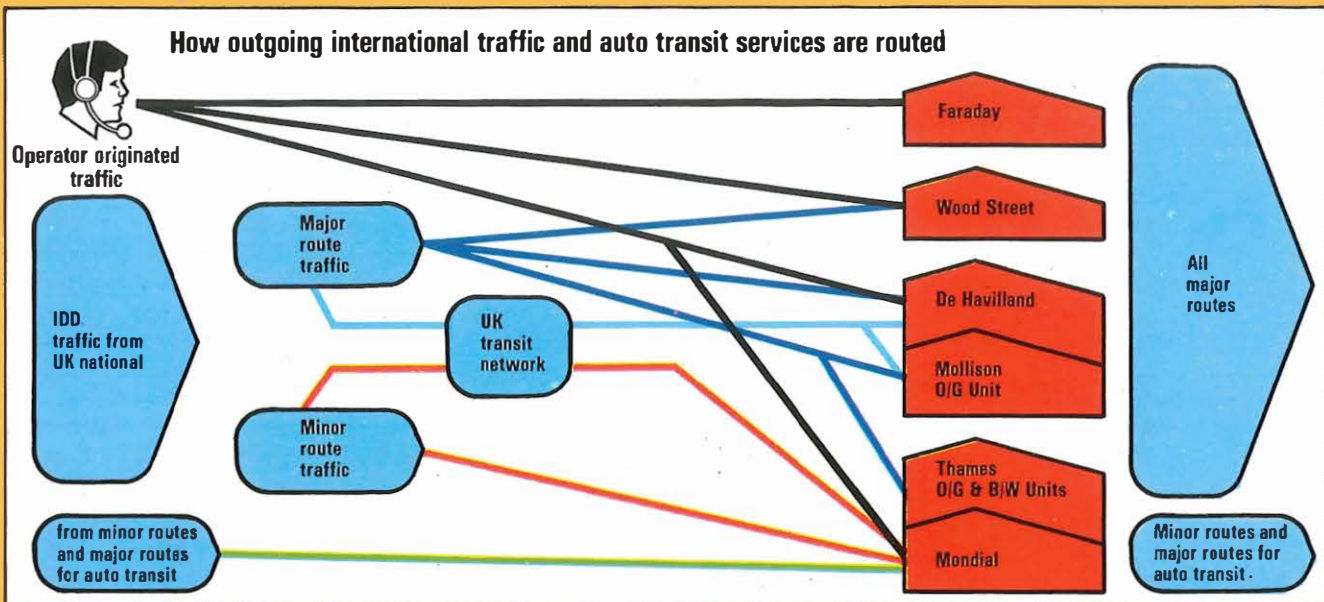 How outgoing international traffic and auto transit services are routed
Operator originated
traffic
IDD
traffic from
UK national
from minor routes
and major routes
for auto transit
Major
route
traffic
UK
transit
network
Minor
route
traffic
Faraday
Wood Street
De Havilland
Mollison
O/G Unit
Thames
O/G & B/W Units
Mondial
All
major
routes
Minor routes and
major routes for
auto transit.